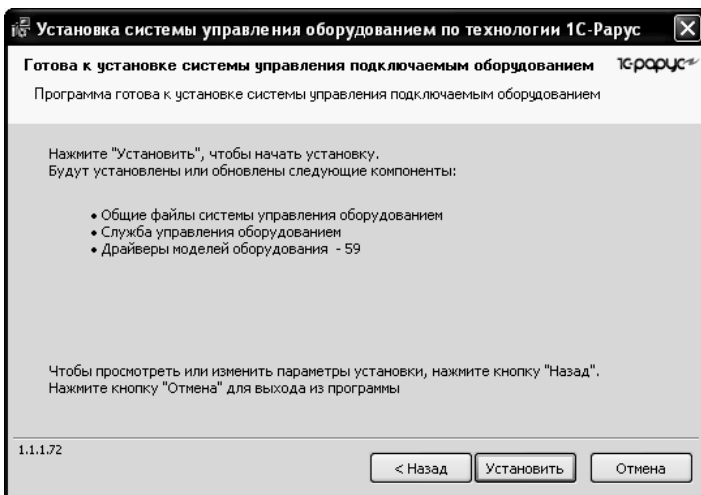 Установка системы управления оборудованием по технологии 1С-Рарус
Готова к установке системы управления подключаемым оборудованием
1С-рарус
Программа готова к установке системы управления подключаемым оборудованием
Нажмите "Установить", чтобы начать установку.
Будут установлены или обновлены следующие компоненты:
• Общие файлы системы управления оборудованием
• Служба управления оборудованием
• Драйверы моделей оборудования - 59
Чтобы просмотреть или изменить параметры установки, нажмите кнопку "Назад".
Нажмите кнопку "Отмена" для выхода из программы
1.1.1.72
< Назад
Установить
Отмена